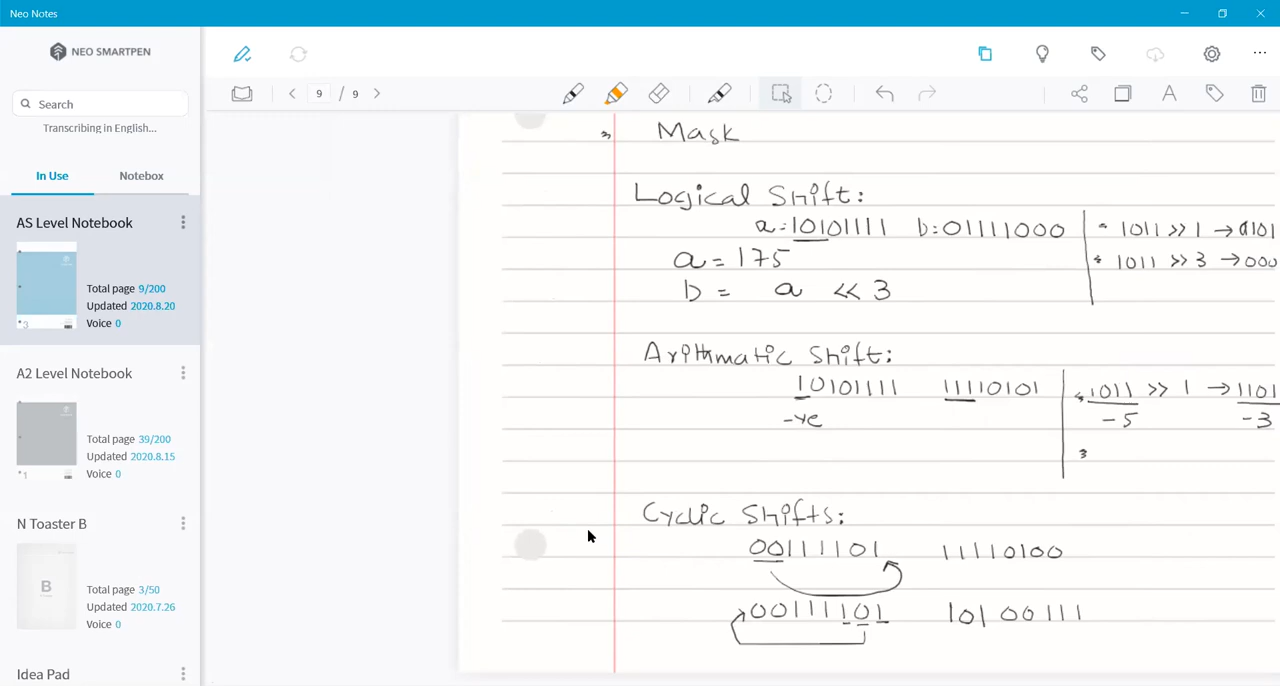 Neo Notes
NEO SMARTPEN
Search
Transcribing in English...
In Use
Notebox
AS Level Notebook
Total page 9/200
Updated 2020.8.20
Voice 0
A2 Level Notebook
Total page 39/200
Updated 2020.8.15
Voice 0
N Toaster B
B
Total page 3/50
Updated 2020.7.26
Voice 0
Idea Pad
9 / 9
Mask
Logical Shift:
a=10101111 b:01111000
1011 >> 1 → 0101
a = 175
1011 >> 3 → 000
b = a << 3
Arithmatic Shift:
10101111 11110101
1011 >> 1 → 1101
-ve
-5 -3
Cyclic Shifts:
00111101 11110100
00111101 10100111